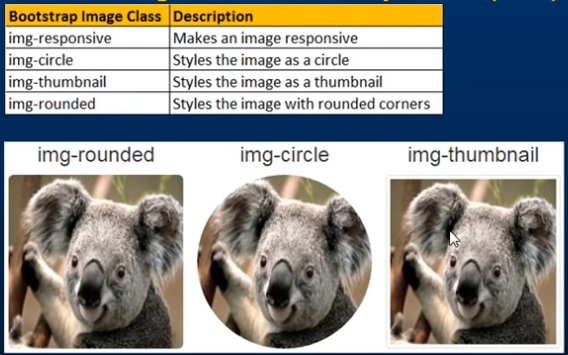 Bootstrap Image Class Description
img-responsive Makes an image responsive
img-circle Styles the image as a circle
img-thumbnail Styles the image as a thumbnail
img-rounded Styles the image with rounded corners
img-rounded img-circle img-thumbnail